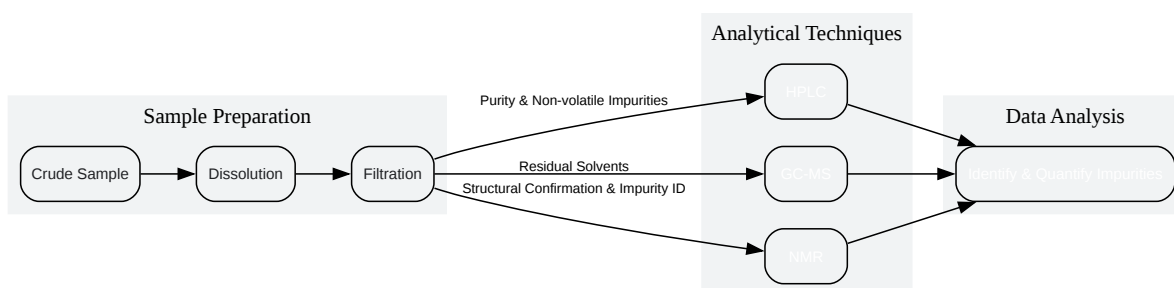 Analytical Techniques
Sample Preparation
Data Analysis
Crude Sample
Dissolution
Filtration
Purity & Non-volatile Impurities
Residual Solvents
Structural Confirmation & Impurity ID
HPLC
GC-MS
NMR
Identify & Quantify Impurities